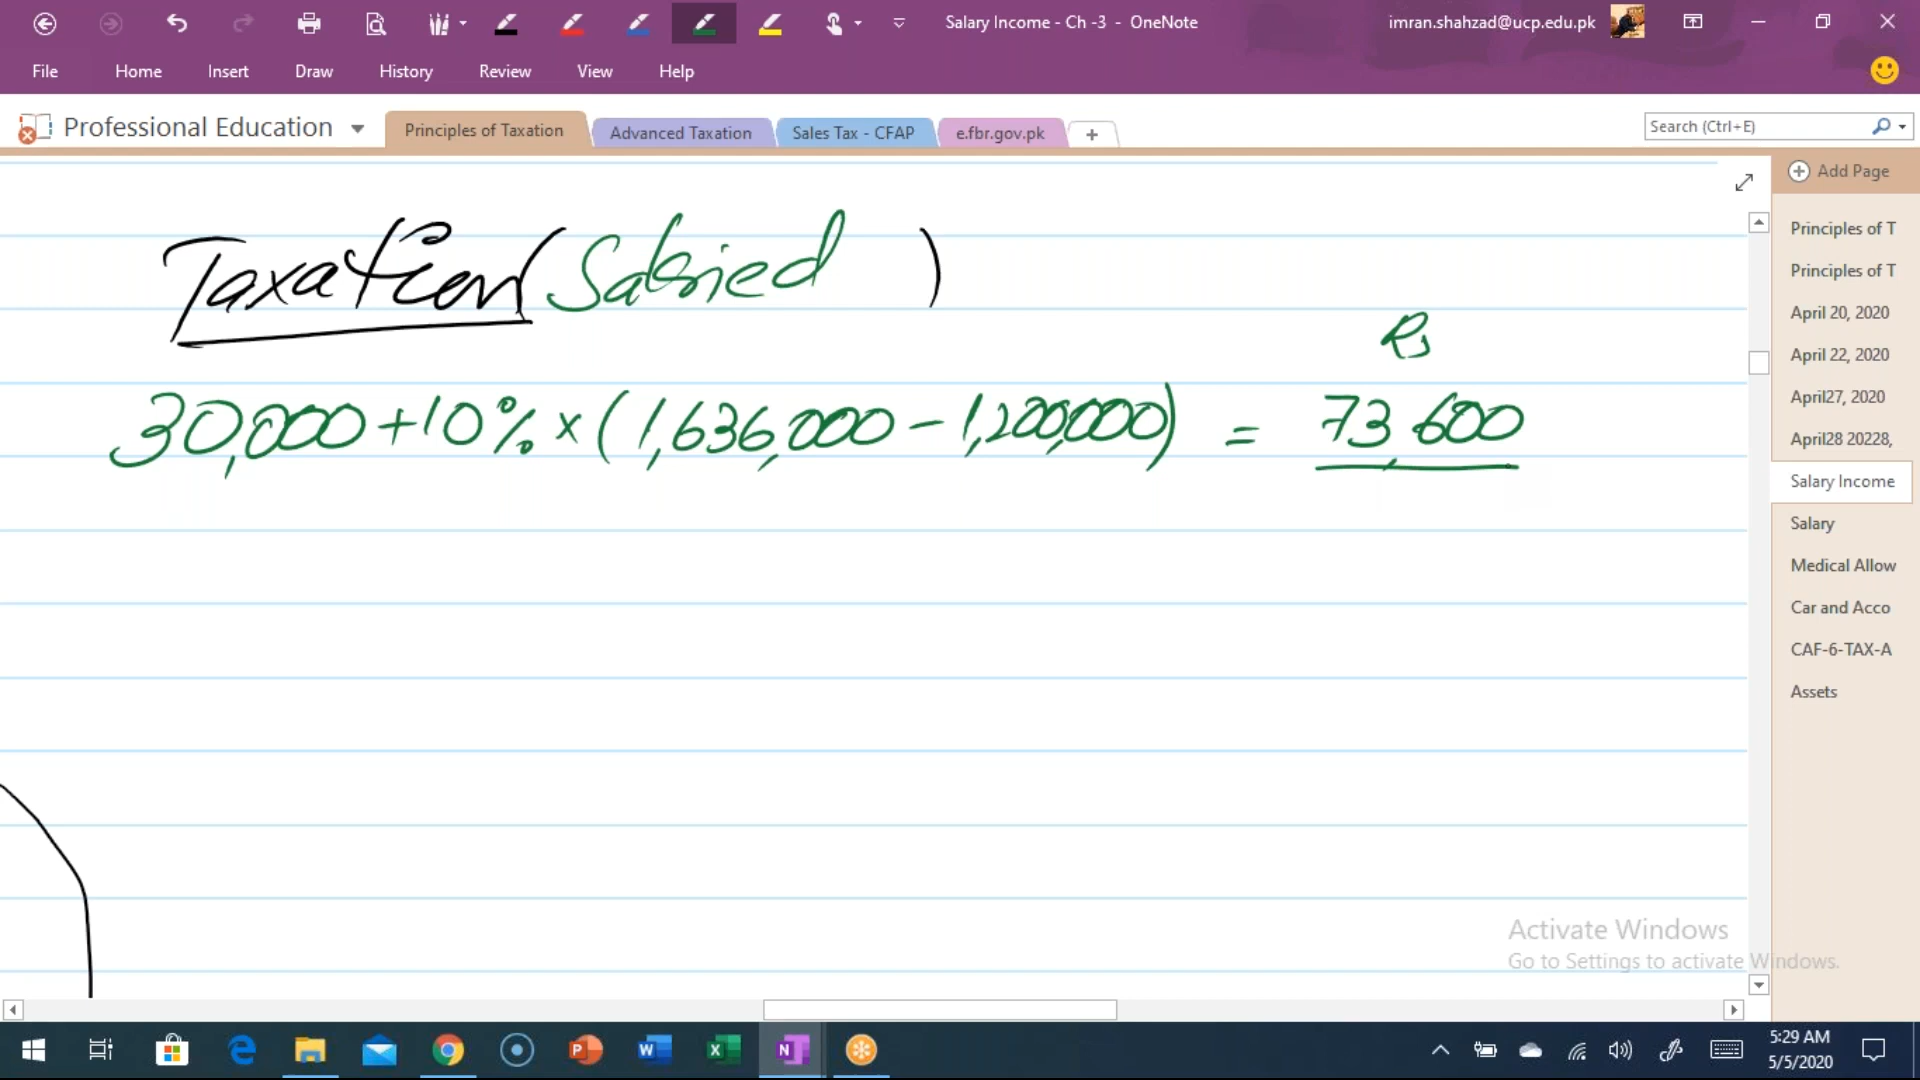 Salary Income - Ch -3 - OneNote
imran.shahzad@ucp.edu.pk
File Home Insert Draw History Review View Help
Professional Education
Principles of Taxation
Advanced Taxation
Sales Tax - CFAP
e.fbr.gov.pk
Search (Ctrl+E)
Add Page
Taxation (Salaried )
Rs
30,000 + 10% × (1,636,000 - 1,200,000) = 73,600
Principles of T
Principles of T
April 20, 2020
April 22, 2020
April27, 2020
April28 20228,
Salary Income
Salary
Medical Allow
Car and Acco
CAF-6-TAX-A
Assets
Activate Windows
Go to Settings to activate Windows.
5:29 AM
5/5/2020